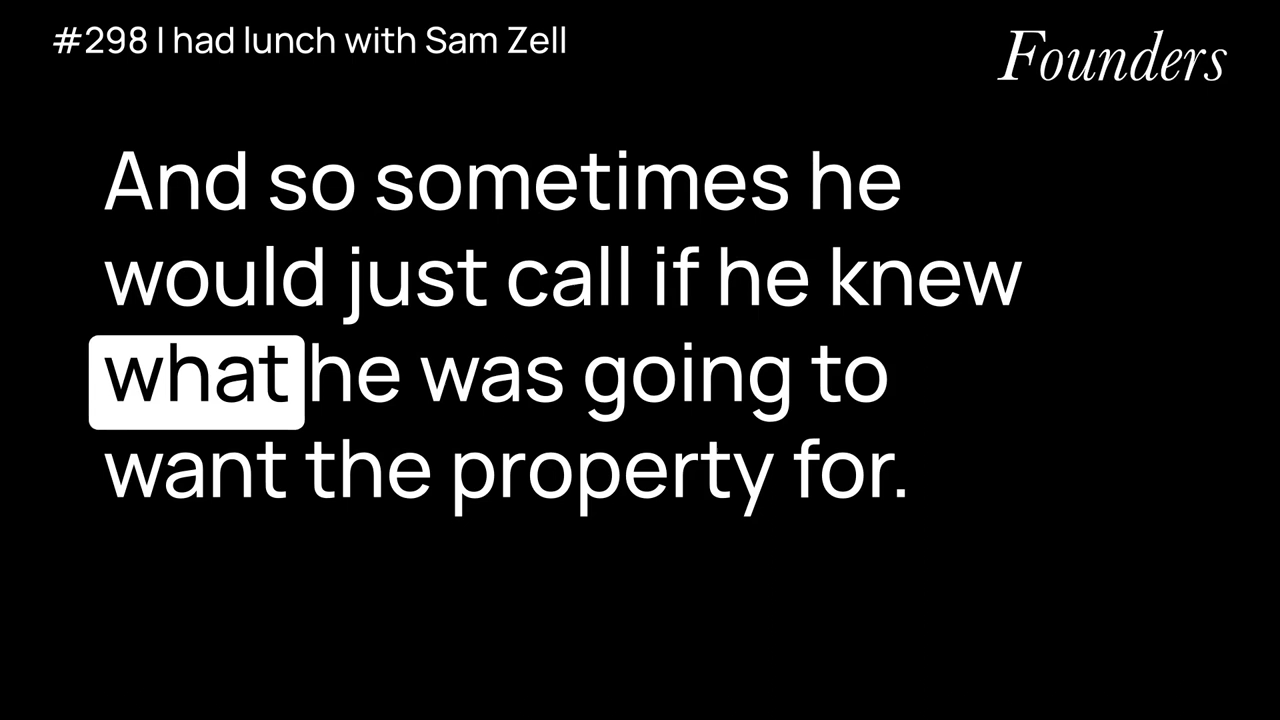 #298 I had lunch with Sam Zell
Founders
And so sometimes he
would just call if he knew
what he was going to
want the property for.